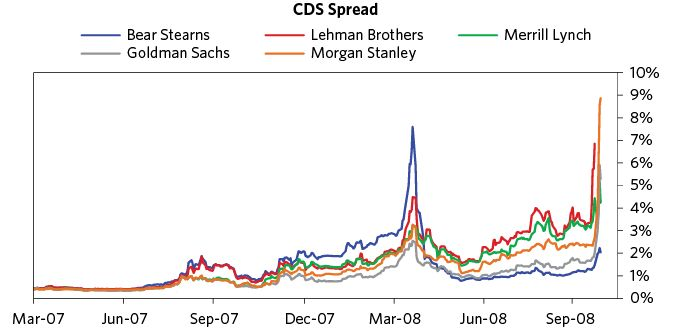 CDS Spread
Bear Stearns Lehman Brothers Merrill Lynch
Goldman Sachs Morgan Stanley
10%
9%
8%
7%
6%
5%
4%
3%
2%
1%
0%
Mar-07 Jun-07 Sep-07 Dec-07 Mar-08 Jun-08 Sep-08